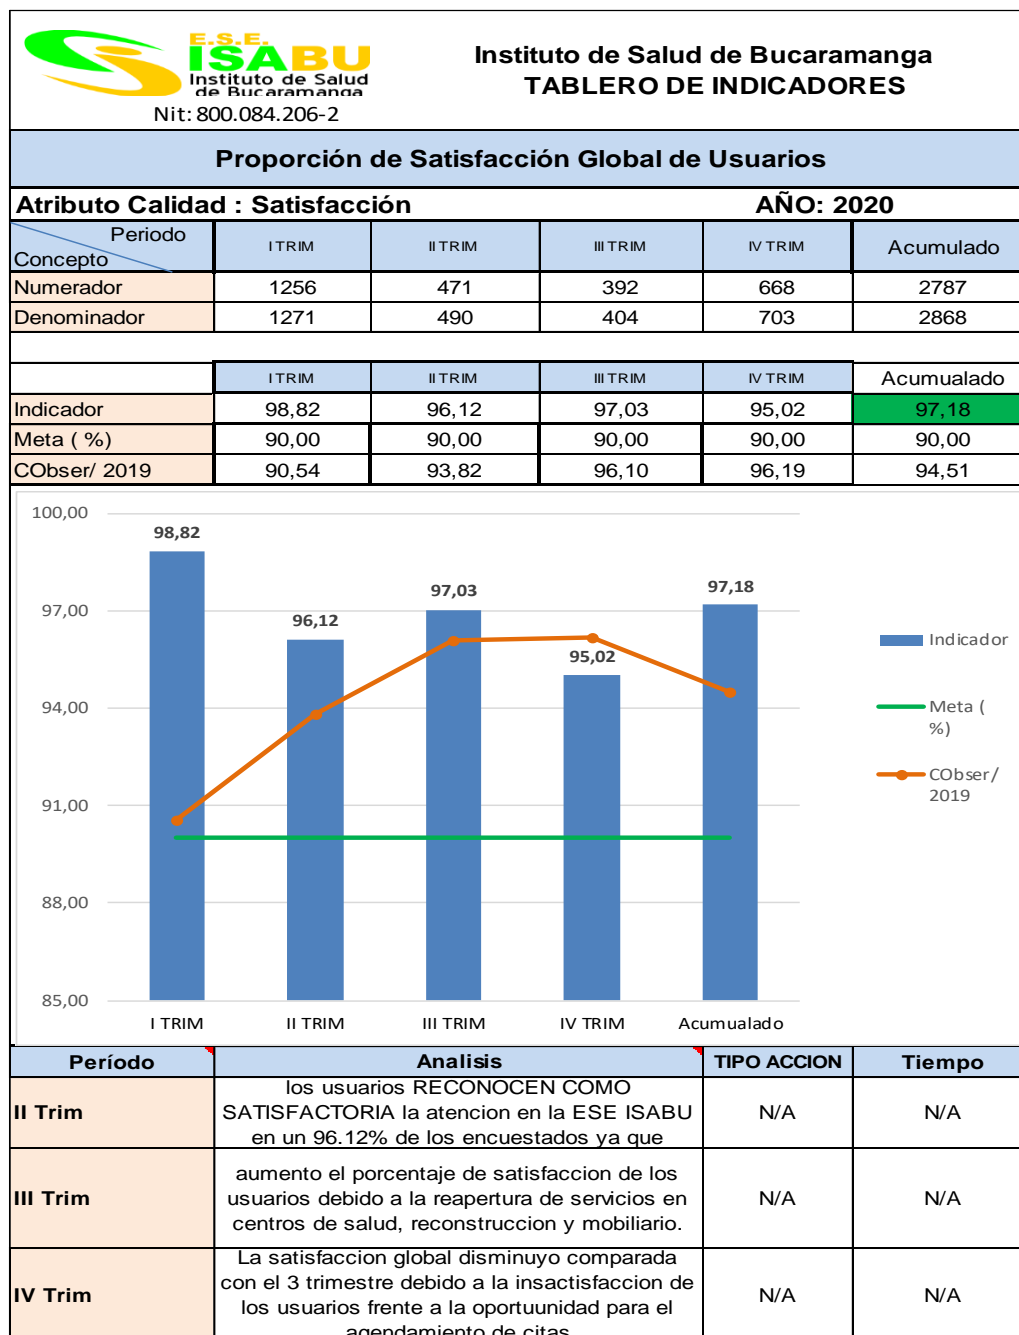 E.S.E.
ISABU
Instituto de Salud
de Bucaramanga
Nit: 800.084.206-2
Instituto de Salud de Bucaramanga
TABLERO DE INDICADORES
Proporción de Satisfacción Global de Usuarios
Atributo Calidad : Satisfacción AÑO: 2020
Periodo
Concepto I TRIM II TRIM III TRIM IV TRIM Acumulado
Numerador 1256 471 392 668 2787
Denominador 1271 490 404 703 2868
I TRIM II TRIM III TRIM IV TRIM Acumualado
Indicador 98,82 96,12 97,03 95,02 97,18
Meta ( %) 90,00 90,00 90,00 90,00 90,00
CObser/ 2019 90,54 93,82 96,10 96,19 94,51
100,00
97,00
94,00
91,00
88,00
85,00
98,82
96,12
97,03
95,02
97,18
I TRIM II TRIM III TRIM IV TRIM Acumualado
Indicador
Meta (
%)
CObser/
2019
Período Analisis TIPO ACCION Tiempo
II Trim
los usuarios RECONOCEN COMO
SATISFACTORIA la atencion en la ESE ISABU
en un 96.12% de los encuestados ya que
N/A N/A
III Trim
aumento el porcentaje de satisfaccion de los
usuarios debido a la reapertura de servicios en
centros de salud, reconstruccion y mobiliario.
N/A N/A
IV Trim
La satisfaccion global disminuyo comparada
con el 3 trimestre debido a la insactisfaccion de
los usuarios frente a la oportuunidad para el
agendamiento de citas
N/A N/A